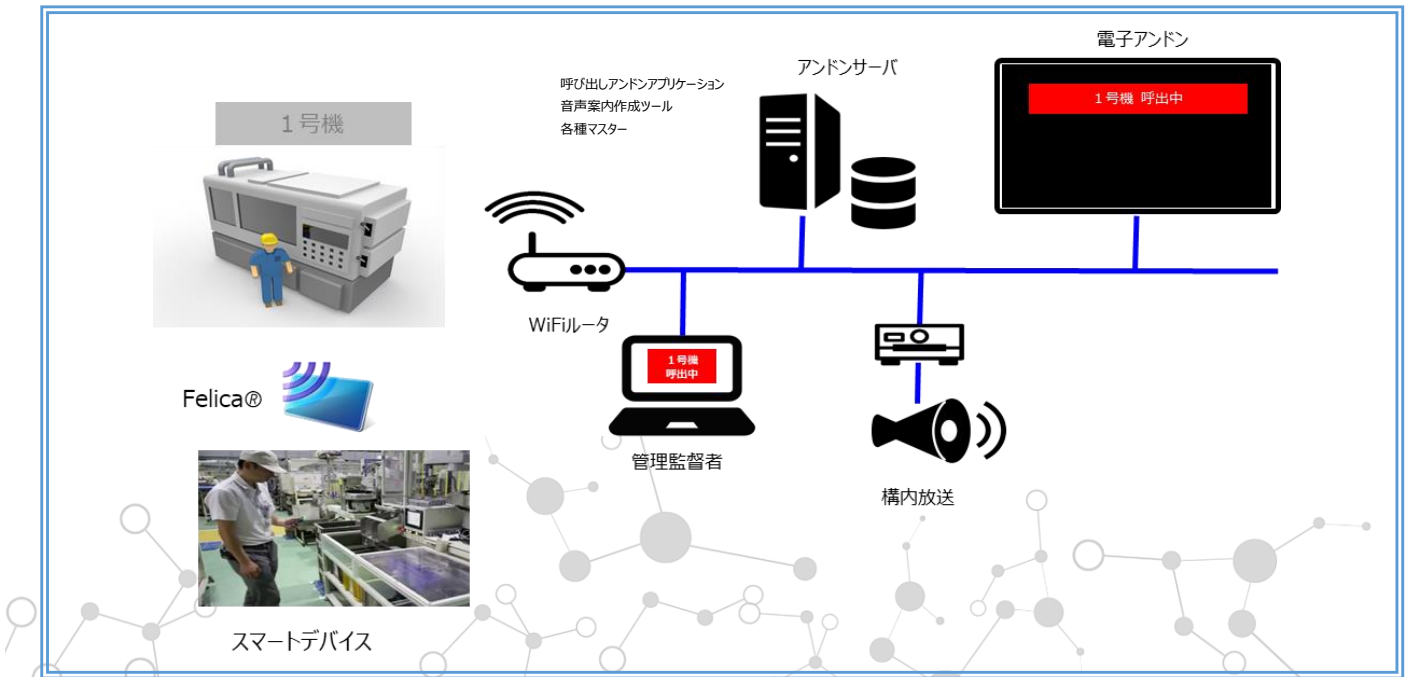 電子アンドン
アンドンサーバ
呼び出しアンドンアプリケーション
音声案内作成ツール
各種マスター
1号機 呼出中
1号機
WiFiルータ
1号機
呼出中
Felica®
管理監督者
構内放送
スマートデバイス